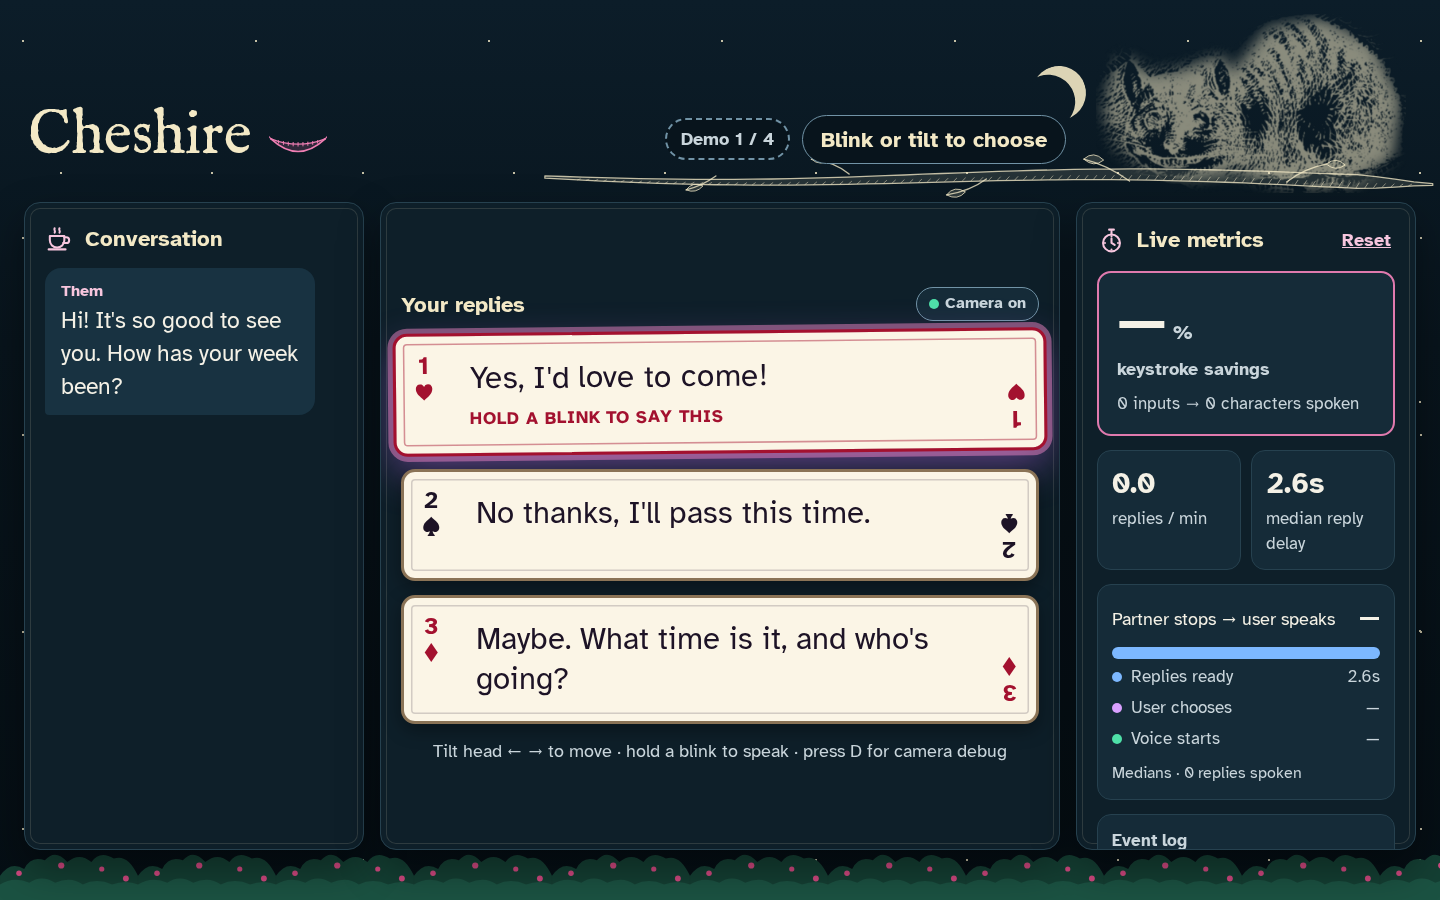 Cheshire
Demo 1 / 4
Blink or tilt to choose
Conversation
Them
Hi! It's so good to see
you. How has your week
been?
Your replies
Camera on
1
Yes, I'd love to come!
HOLD A BLINK TO SAY THIS
1
2
No thanks, I'll pass this time.
2
3
Maybe. What time is it, and who's
going?
3
Tilt head ← → to move · hold a blink to speak · press D for camera debug
Live metrics
Reset
— %
keystroke savings
0 inputs → 0 characters spoken
0.0
replies / min
2.6s
median reply
delay
Partner stops → user speaks —
Replies ready 2.6s
User chooses —
Voice starts —
Medians · 0 replies spoken
Event log